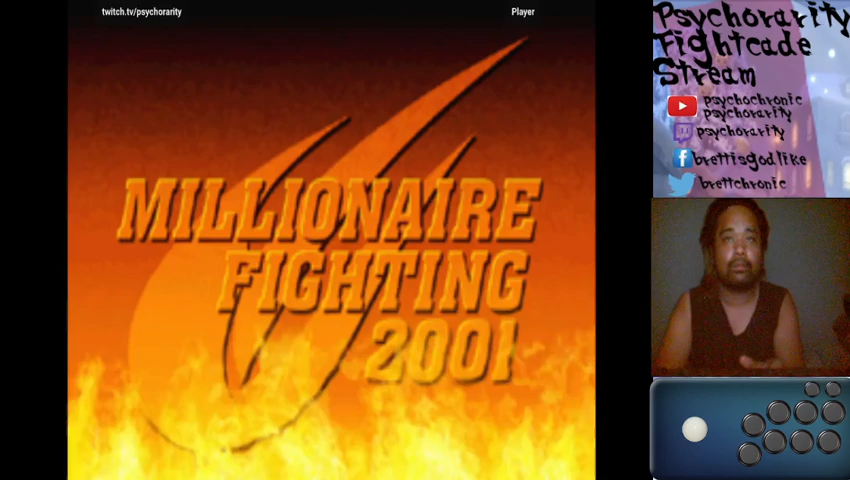 twitch.tv/psychorarity
Player
MILLIONAIRE
FIGHTING
2001
Psychorarity
Fightcade
Stream
psychochronic
psychorarity
psychorarity
brettisgodlike
brettchronic